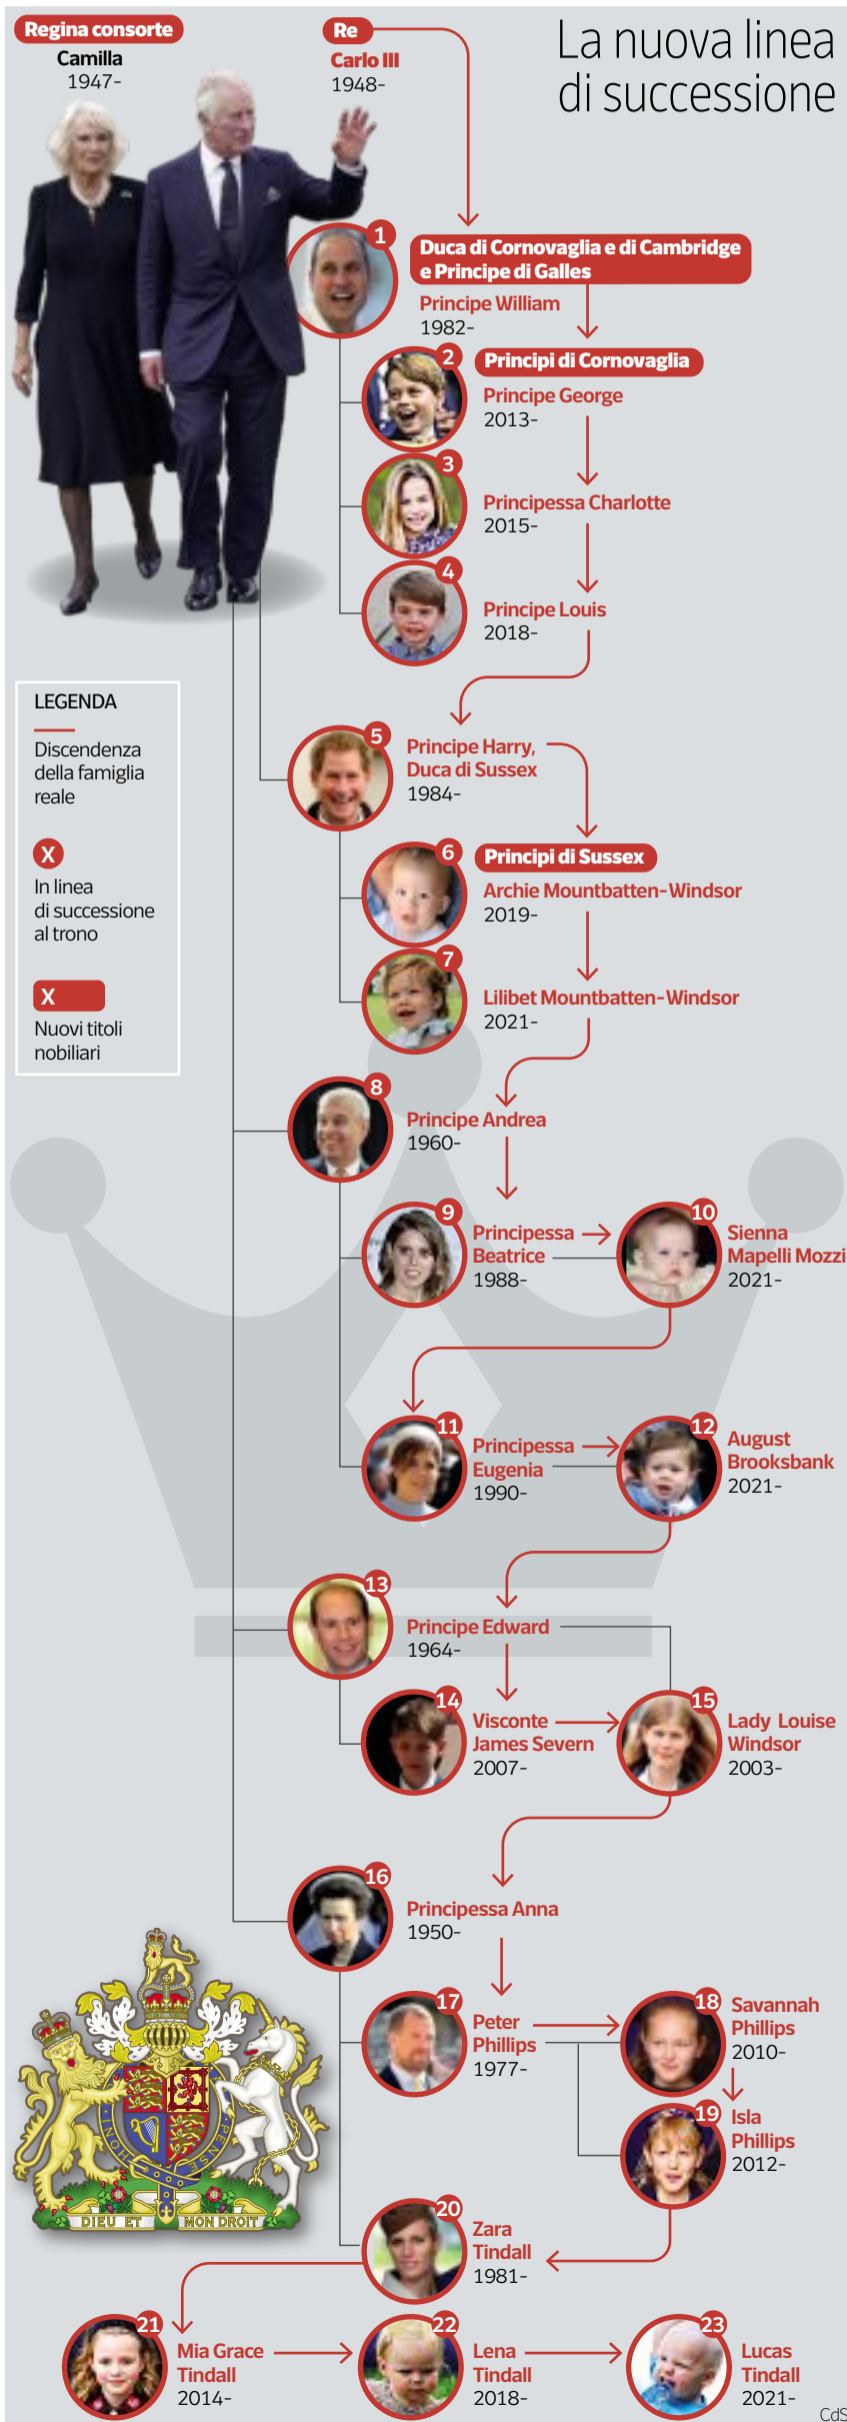 La nuova linea
di successione
Regina consorte
Camilla
1947-
Re
Carlo III
1948-
1
Duca di Cornovaglia e di Cambridge
e Principe di Galles
Principe William
1982-
2
Principi di Cornovaglia
Principe George
2013-
3
Principessa Charlotte
2015-
4
Principe Louis
2018-
LEGENDA
Discendenza
della famiglia
reale
X
In linea
di successione
al trono
X
Nuovi titoli
nobiliari
5
Principe Harry,
Duca di Sussex
1984-
6
Principi di Sussex
Archie Mountbatten-Windsor
2019-
7
Lilibet Mountbatten-Windsor
2021-
8
Principe Andrea
1960-
9
Principessa
Beatrice
1988-
10
Sienna
Mapelli Mozzi
2021-
11
Principessa
Eugenia
1990-
12
August
Brooksbank
2021-
13
Principe Edward
1964-
14
Visconte
James Severn
2007-
15
Lady Louise
Windsor
2003-
16
Principessa Anna
1950-
17
Peter
Phillips
1977-
18
Savannah
Phillips
2010-
19
Isla
Phillips
2012-
HONI
PENSE
DIEU ET MON DROIT
20
Zara
Tindall
1981-
21
Mia Grace
Tindall
2014-
22
Lena
Tindall
2018-
23
Lucas
Tindall
2021-
CdS